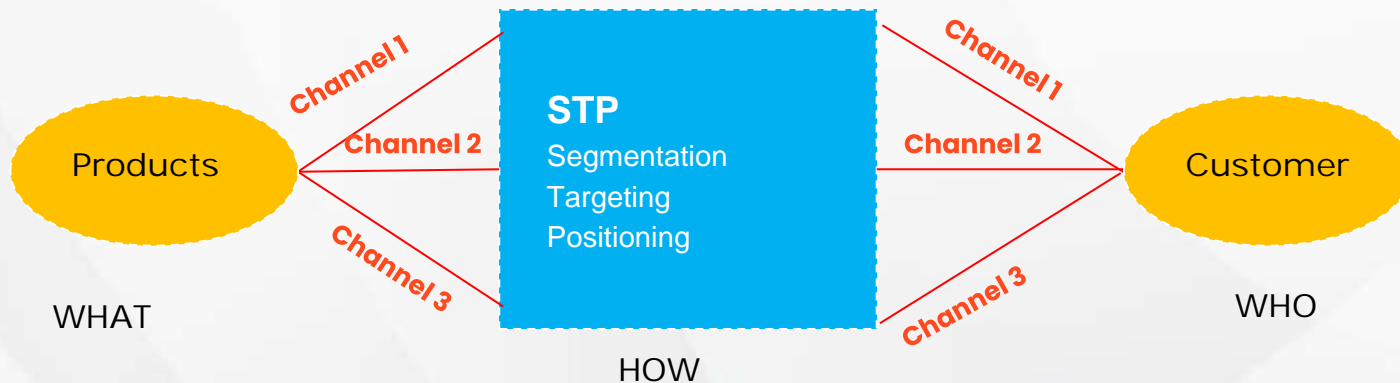 Channel 1
Channel 1
STP
Channel 2
Channel 2
Products
Segmentation
Customer
Targeting
Positioning
Channel 3
Channel 3
WHAT
WHO
HOW